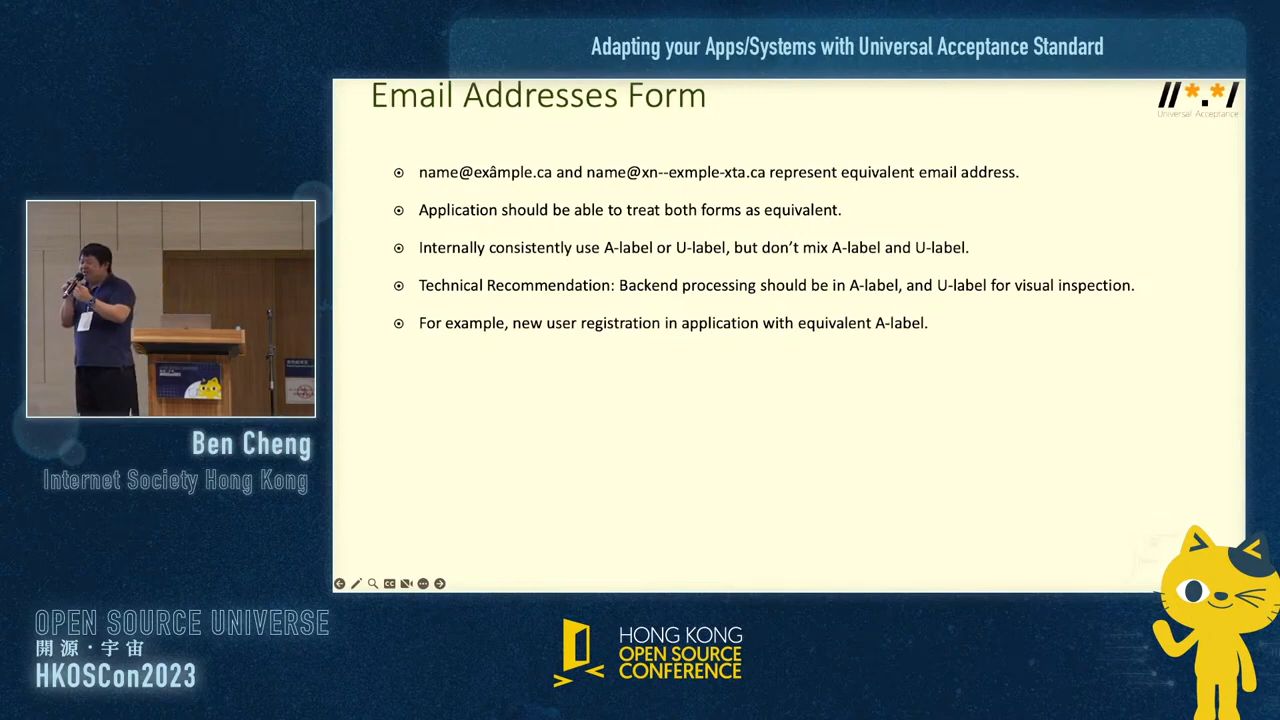 Adapting your Apps/Systems with Universal Acceptance Standard
Email Addresses Form
//*.*/
Universal Acceptance
name@exâmple.ca and name@xn--exmple-xta.ca represent equivalent email address.
Application should be able to treat both forms as equivalent.
Internally consistently use A-label or U-label, but don’t mix A-label and U-label.
Technical Recommendation: Backend processing should be in A-label, and U-label for visual inspection.
For example, new user registration in application with equivalent A-label.
Ben Cheng
Internet Society Hong Kong
OPEN SOURCE UNIVERSE
開源·宇宙
HKOSCon2023
HONG KONG
OPEN SOURCE
CONFERENCE